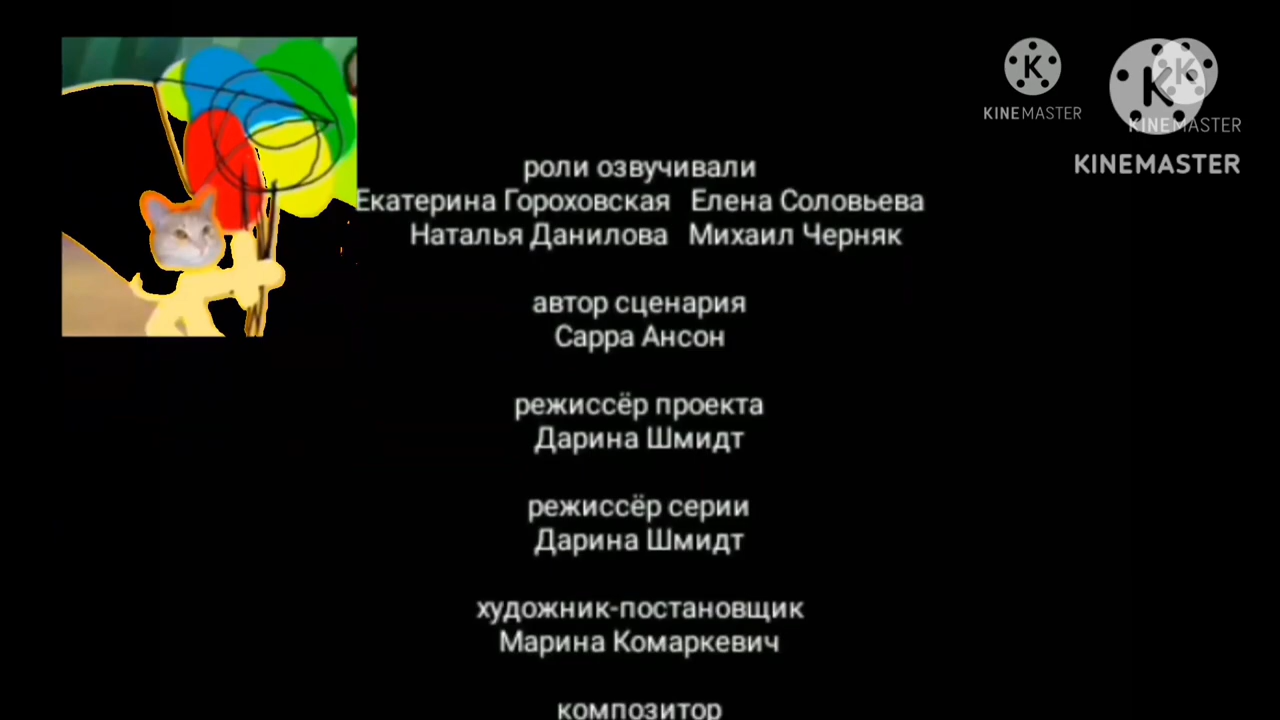 KINEMASTER
KINEMASTER
KINEMASTER
роли озвучивали
Екатерина Гороховская Елена Соловьева
Наталья Данилова Михаил Черняк
автор сценария
Сарра Ансон
режиссёр проекта
Дарина Шмидт
режиссёр серии
Дарина Шмидт
художник-постановщик
Марина Комаркевич
композитор